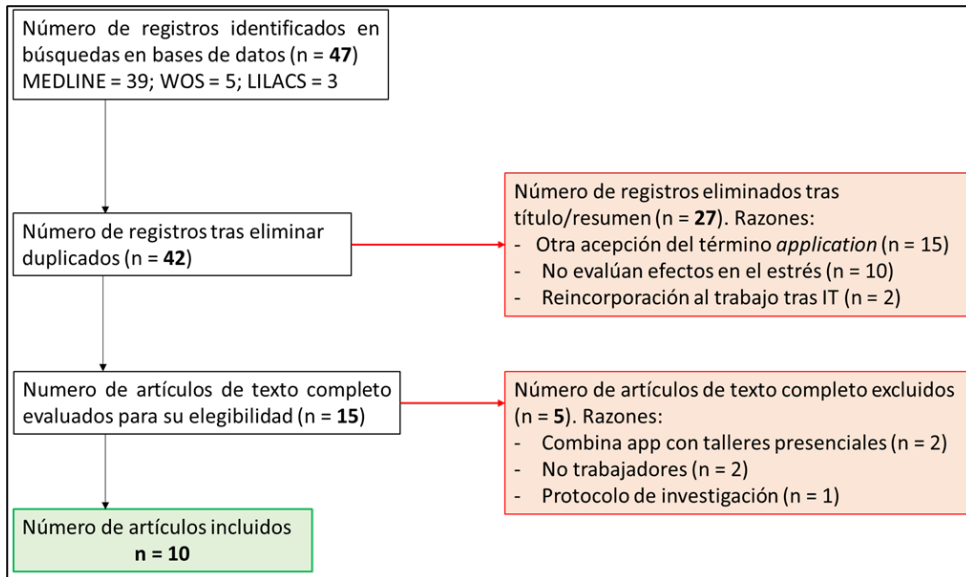 Número de registros identificados en
búsquedas en bases de datos (n = 47)
MEDLINE = 39; WOS = 5; LILACS = 3
Número de registros tras eliminar
duplicados (n = 42)
Número de registros eliminados tras
título/resumen (n = 27). Razones:
- Otra acepción del término application (n = 15)
- No evalúan efectos en el estrés (n = 10)
- Reincorporación al trabajo tras IT (n = 2)
Numero de artículos de texto completo
evaluados para su elegibilidad (n = 15)
Número de artículos de texto completo excluidos
(n = 5). Razones:
- Combina app con talleres presenciales (n = 2)
- No trabajadores (n = 2)
- Protocolo de investigación (n = 1)
Número de artículos incluidos
n = 10